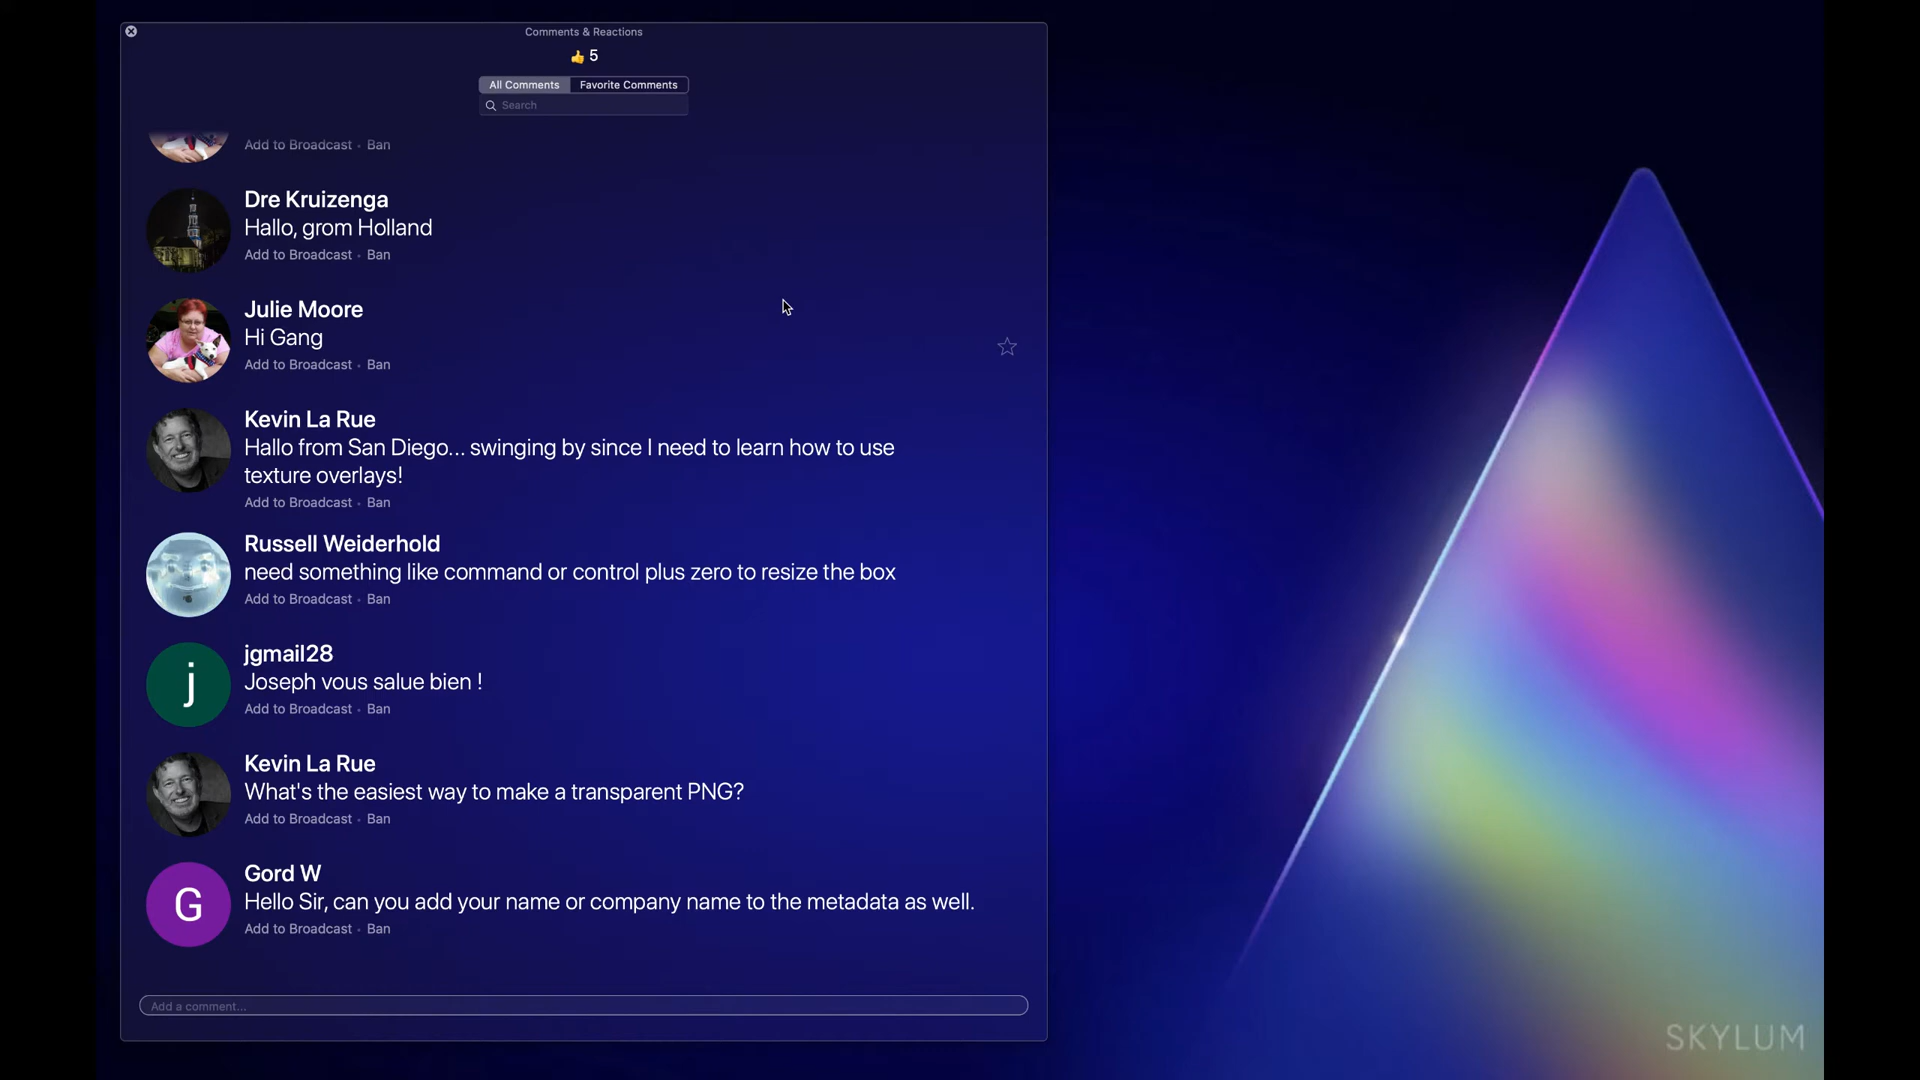 Comments & Reactions
👍 5
All Comments Favorite Comments
Search
Add to Broadcast • Ban
Dre Kruizenga
Hallo, grom Holland
Add to Broadcast • Ban
Julie Moore
Hi Gang
Add to Broadcast • Ban
Kevin La Rue
Hallo from San Diego... swinging by since I need to learn how to use
texture overlays!
Add to Broadcast • Ban
Russell Weiderhold
need something like command or control plus zero to resize the box
Add to Broadcast • Ban
j
jgmail28
Joseph vous salue bien !
Add to Broadcast • Ban
Kevin La Rue
What's the easiest way to make a transparent PNG?
Add to Broadcast • Ban
G
Gord W
Hello Sir, can you add your name or company name to the metadata as well.
Add to Broadcast • Ban
Add a comment...
SKYLUM